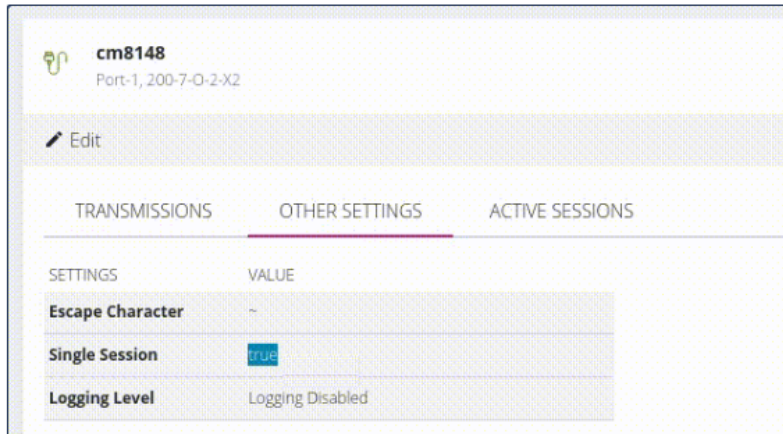 cm8148
Port-1, 200-7-O-2-X2
Edit
TRANSMISSIONS OTHER SETTINGS ACTIVE SESSIONS
SETTINGS VALUE
Escape Character ~
Single Session true
Logging Level Logging Disabled